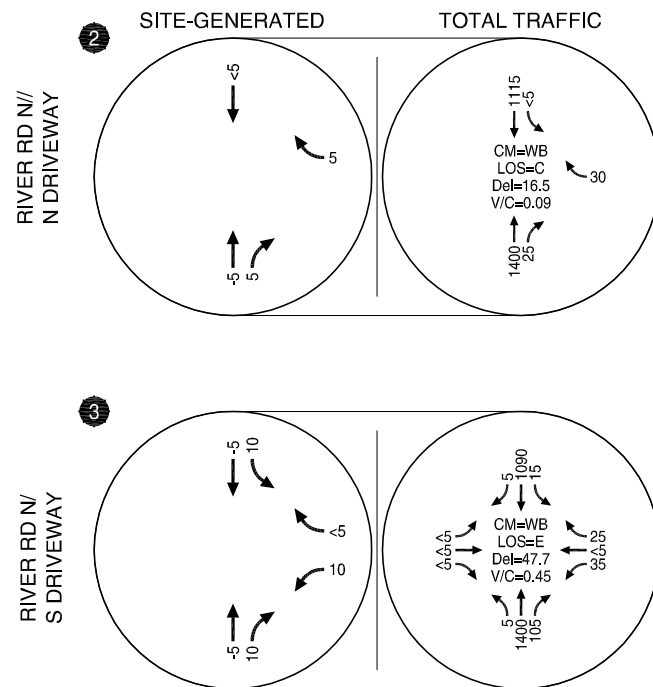 SITE-GENERATED
TOTAL TRAFFIC
2
RIVER RD N//
N DRIVEWAY
<5
5
-5
5
1115
<5
CM=WB
LOS=C
Del=16.5
V/C=0.09
30
1400
25
3
RIVER RD N/
S DRIVEWAY
-5
10
<5
10
-5
10
5
1090
15
<5
<5
<5
CM=WB
LOS=E
Del=47.7
V/C=0.45
25
<5
35
5
1400
105